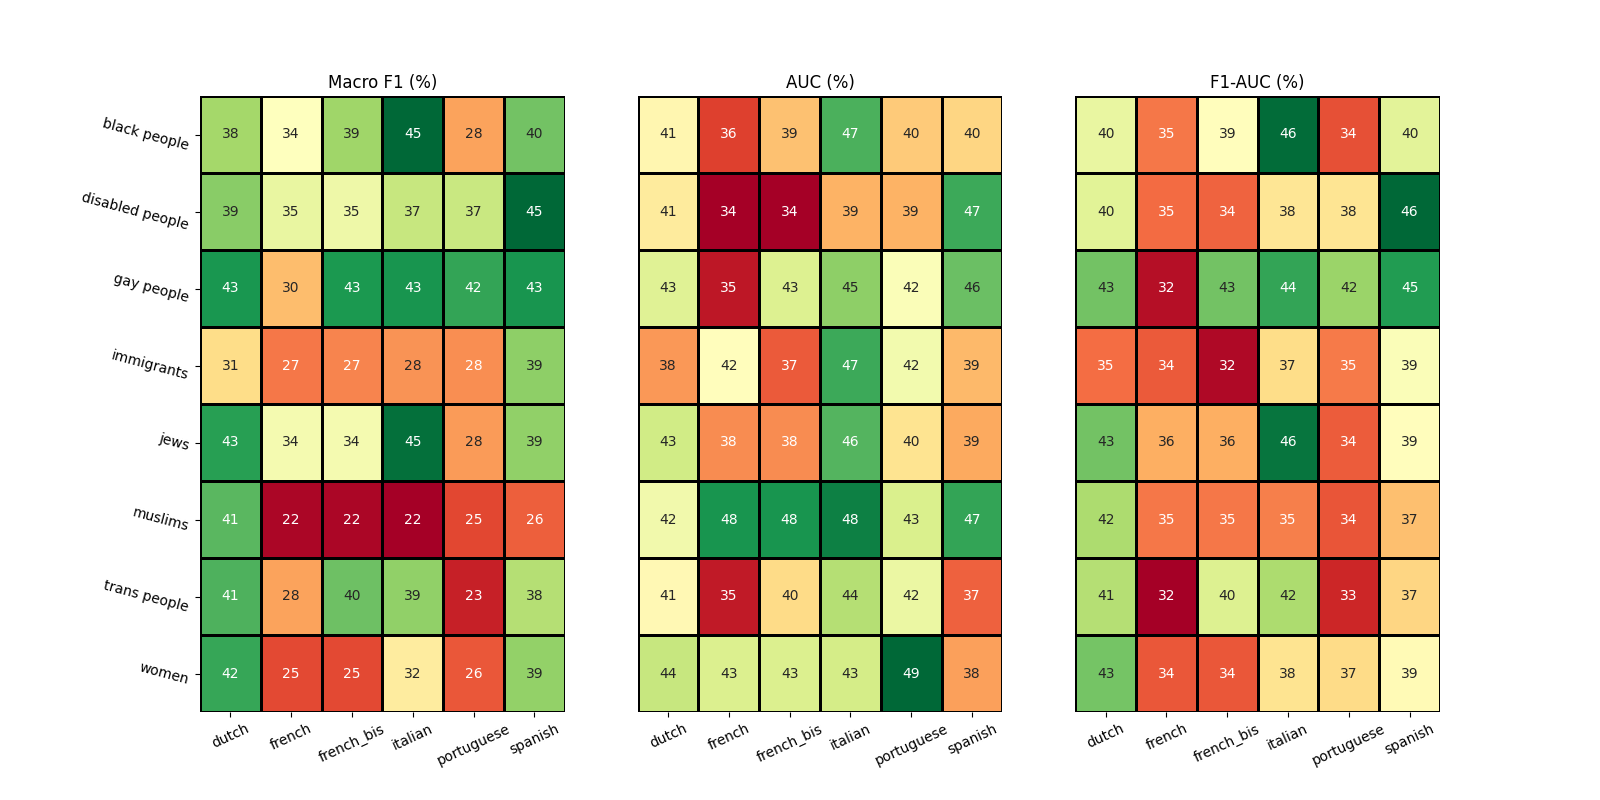 Macro F1 (%) AUC (%) F1-AUC (%)
black people 38 34 39 45 28 40 41 36 39 47 40 40 40 35 39 46 34 40
disabled people 39 35 35 37 37 45 41 34 34 39 39 47 40 35 34 38 38 46
gay people 43 30 43 43 42 43 43 35 43 45 42 46 43 32 43 44 42 45
immigrants 31 27 27 28 28 39 38 42 37 47 42 39 35 34 32 37 35 39
jews 43 34 34 45 28 39 43 38 38 46 40 39 43 36 36 46 34 39
muslims 41 22 22 22 25 26 42 48 48 48 43 47 42 35 35 35 34 37
trans people 41 28 40 39 23 38 41 35 40 44 42 37 41 32 40 42 33 37
women 42 25 25 32 26 39 44 43 43 43 49 38 43 34 34 38 37 39
dutch french french_bis italian portuguese spanish dutch french french_bis italian portuguese spanish dutch french french_bis italian portuguese spanish